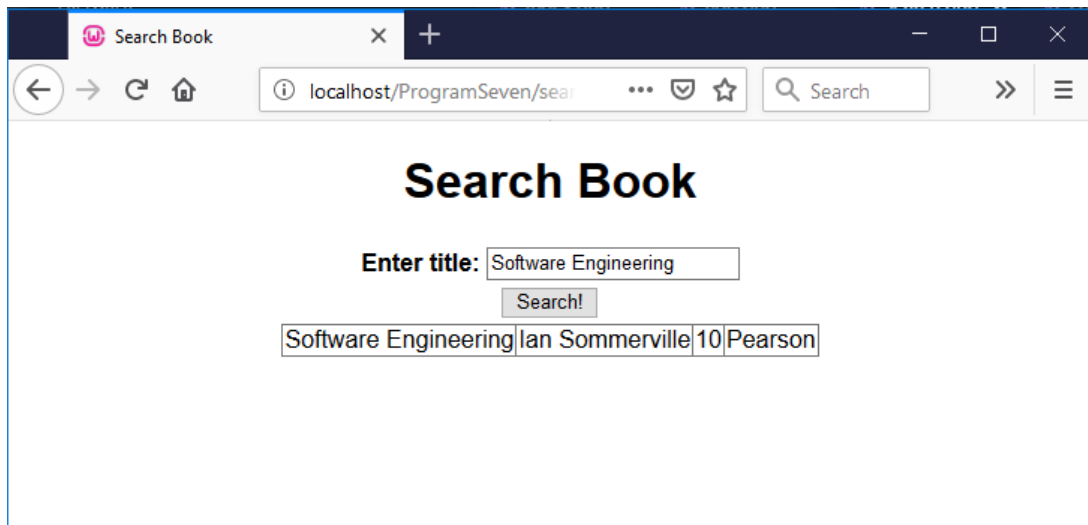 Search Book
localhost/ProgramSeven/sear
Search
Search Book
Enter title: Software Engineering
Search!
Software Engineering Ian Sommerville 10 Pearson